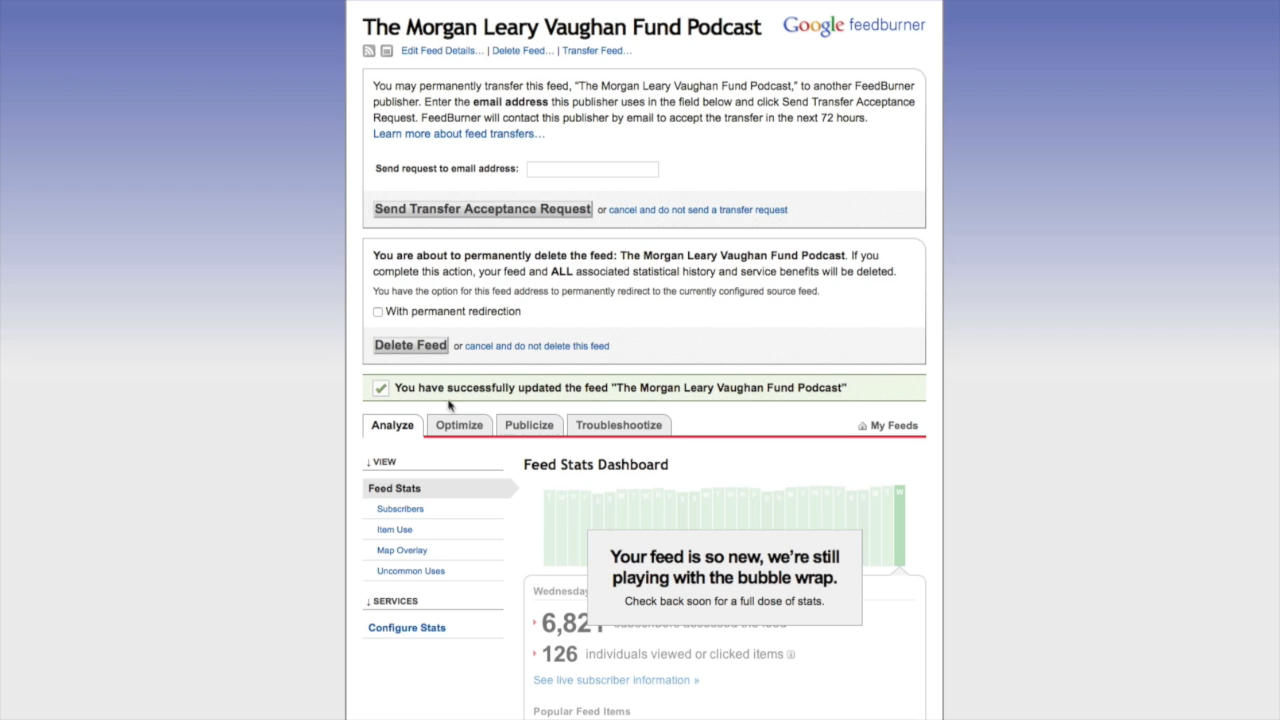 The Morgan Leary Vaughan Fund Podcast
Google feedburner
Edit Feed Details... | Delete Feed... | Transfer Feed...
You may permanently transfer this feed, "The Morgan Leary Vaughan Fund Podcast," to another FeedBurner
publisher. Enter the email address this publisher uses in the field below and click Send Transfer Acceptance
Request. FeedBurner will contact this publisher by email to accept the transfer in the next 72 hours.
Learn more about feed transfers...
Send request to email address:
Send Transfer Acceptance Request or cancel and do not send a transfer request
You are about to permanently delete the feed: The Morgan Leary Vaughan Fund Podcast. If you
complete this action, your feed and ALL associated statistical history and service benefits will be deleted.
You have the option for this feed address to permanently redirect to the currently configured source feed.
With permanent redirection
Delete Feed or cancel and do not delete this feed
You have successfully updated the feed "The Morgan Leary Vaughan Fund Podcast"
Analyze
Optimize
Publicize
Troubleshootize
My Feeds
↓ VIEW
Feed Stats
Subscribers
Item Use
Map Overlay
Uncommon Uses
↓ SERVICES
Configure Stats
Feed Stats Dashboard
Your feed is so new, we're still
playing with the bubble wrap.
Check back soon for a full dose of stats.
Wednesday
126 individuals viewed or clicked items
See live subscriber information »
Popular Feed Items